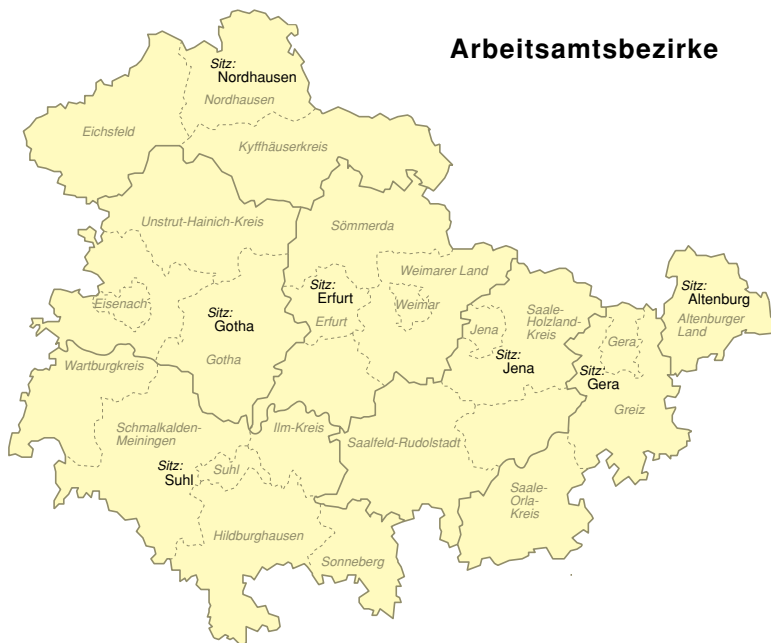 Arbeitsamtsbezirke
Sitz:
Nordhausen
Nordhausen
Eichsfeld
Kyffhäuserkreis
Unstrut-Hainich-Kreis
Sömmerda
Weimarer Land
Sitz:
Erfurt
Erfurt
Weimar
Eisenach
Sitz:
Gotha
Gotha
Sitz:
Altenburg
Altenburger
Land
Saale-
Holzland-
Kreis
Jena
Sitz:
Jena
Gera
Sitz:
Gera
Greiz
Wartburgkreis
Schmalkalden-
Meiningen
Ilm-Kreis
Saalfeld-Rudolstadt
Sitz:
Suhl
Suhl
Saale-
Orla-
Kreis
Hildburghausen
Sonneberg